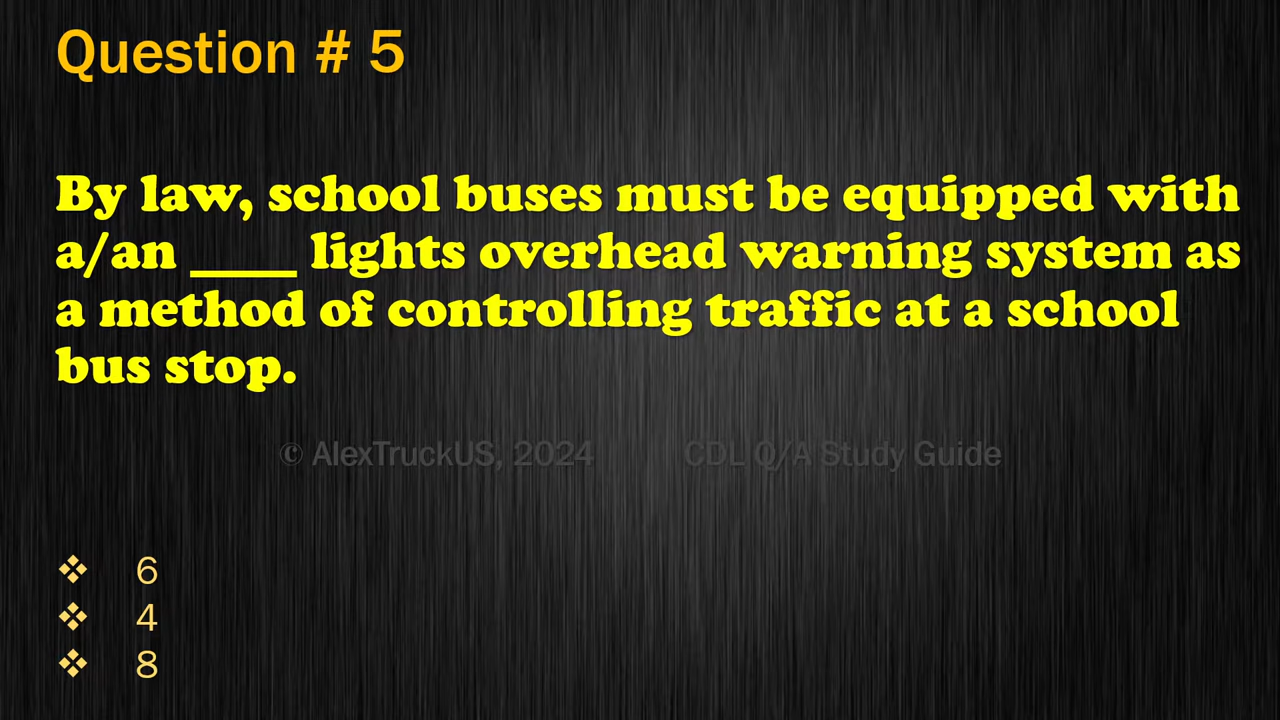 Question # 5
By law, school buses must be equipped with
a/an ____ lights overhead warning system as
a method of controlling traffic at a school
bus stop.
© AlexTruckUS, 2024 CDL Q/A Study Guide
❖ 6
❖ 4
❖ 8